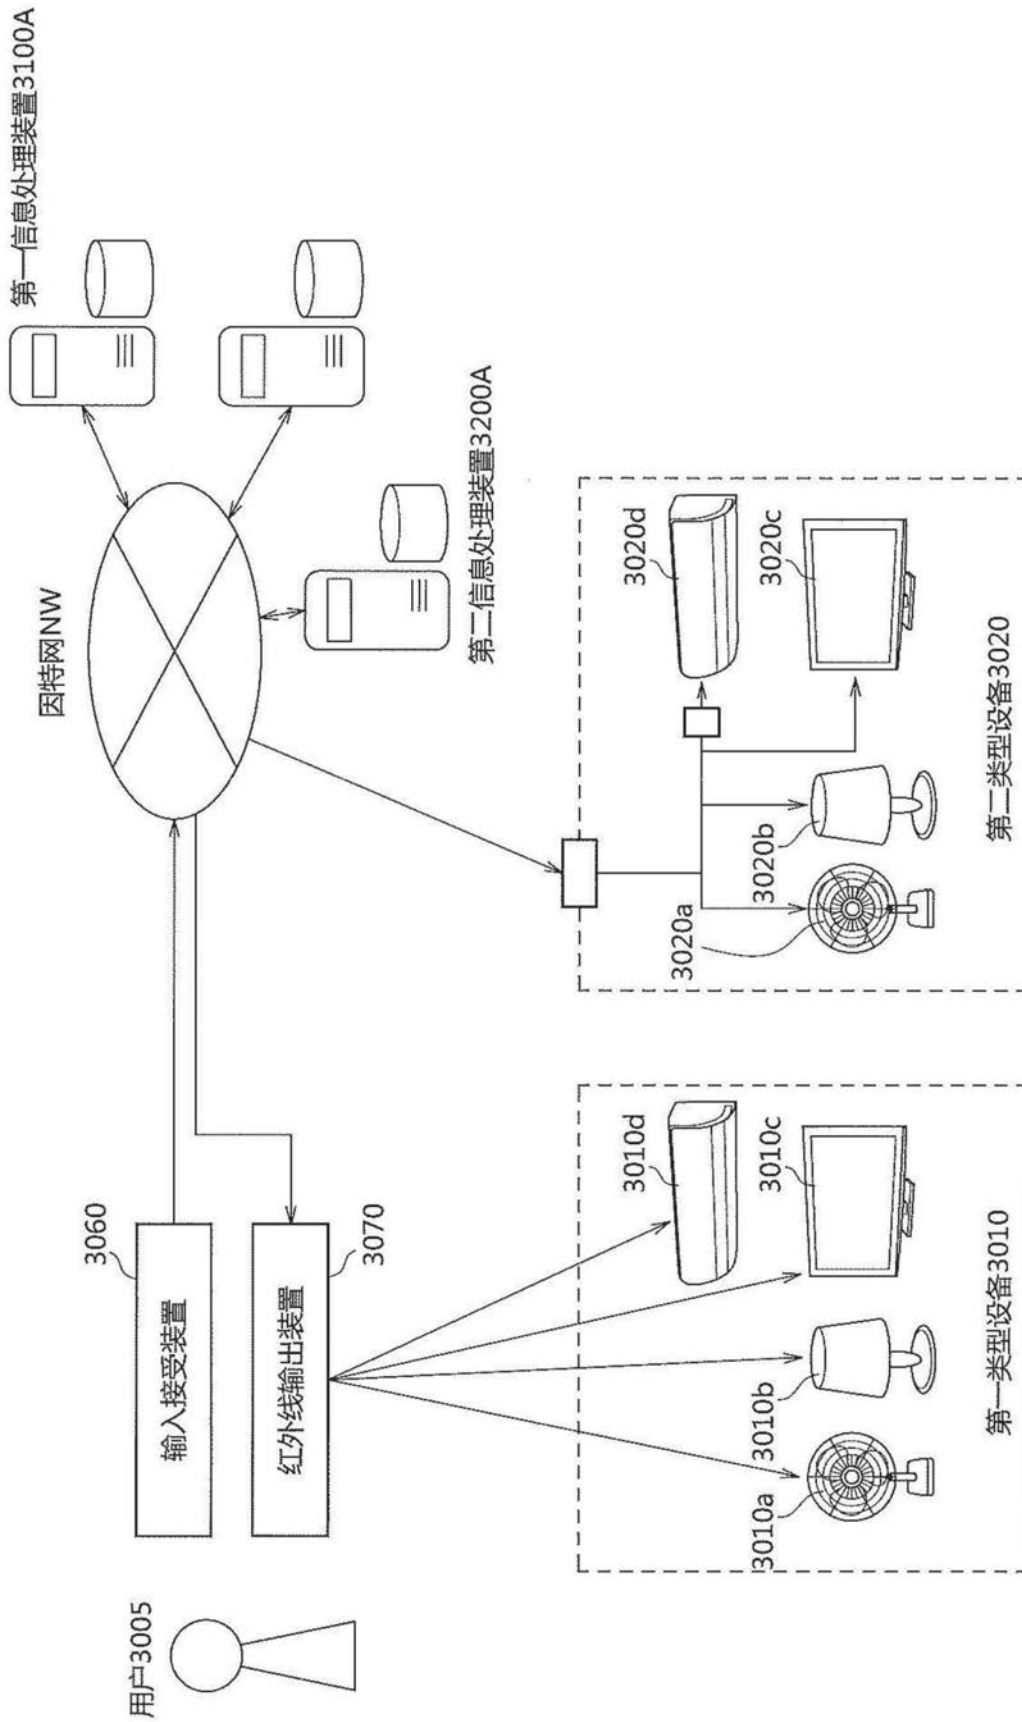 第一信息处理装置3100A
因特网NW
第二信息处理装置3200A
3060
输入接受装置
3070
红外线输出装置
用户3005
3010d
3010c
3010b
3010a
第一类型设备3010
3020d
3020c
3020b
3020a
第二类型设备3020